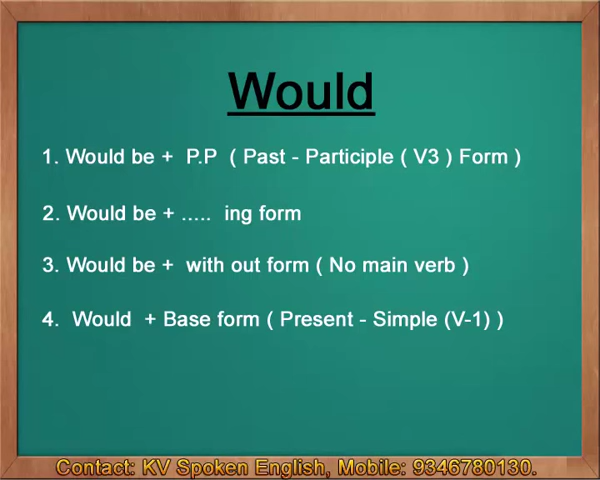 Would
1. Would be + P.P ( Past - Participle ( V3 ) Form )
2. Would be + ..... ing form
3. Would be + with out form ( No main verb )
4. Would + Base form ( Present - Simple (V-1) )
Contact: KV Spoken English, Mobile: 9346780130.